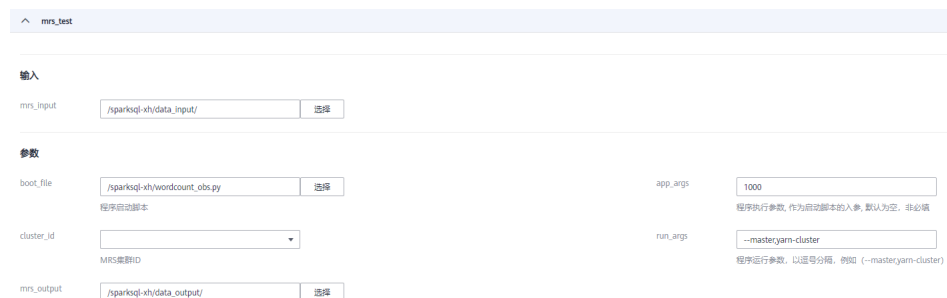 mrs_test
输入
mrs_input
/sparksql-xh/data_input/
选择
参数
boot_file
/sparksql-xh/wordcount_obs.py
选择
程序启动脚本
app_args
1000
程序执行参数, 作为启动脚本的入参, 默认为空、非必填
cluster_id
MRS集群ID
run_args
--master,yarn-cluster
程序运行参数，以逗号分隔，例如（--master,yarn-cluster）
mrs_output
/sparksql-xh/data_output/
选择